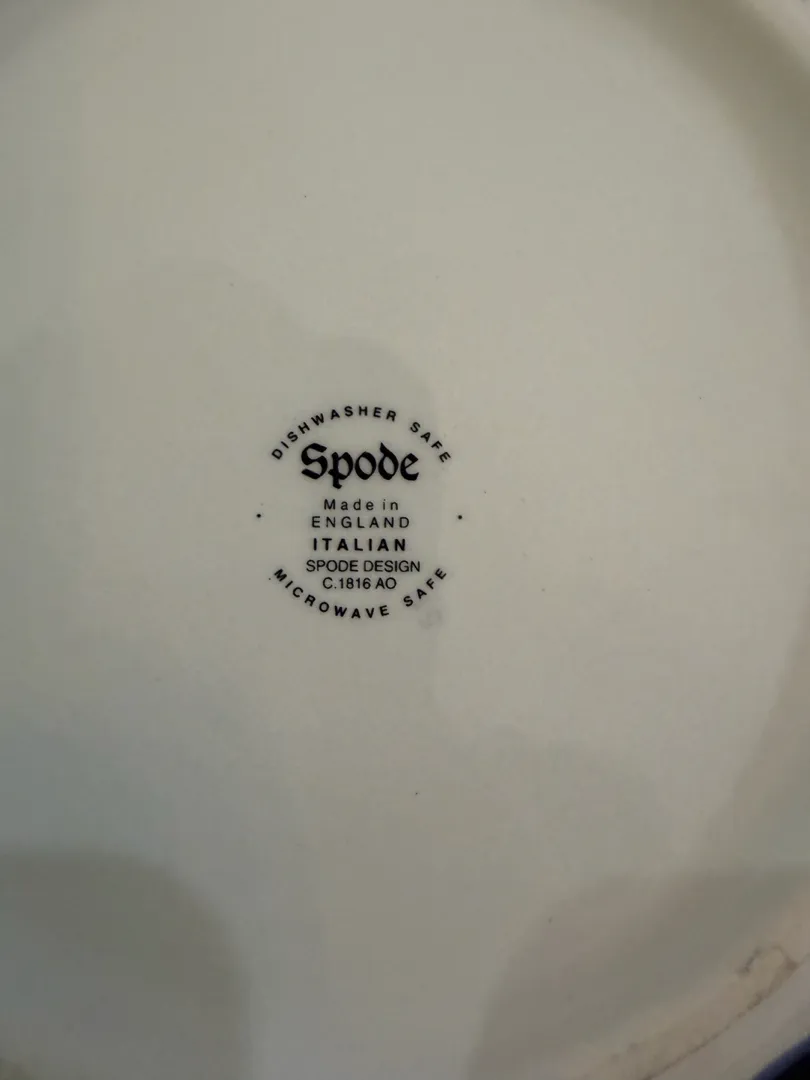 DISHWASHER SAFE
Spode
Made in
ENGLAND
ITALIAN
SPODE DESIGN
C.1816 AO
MICROWAVE SAFE